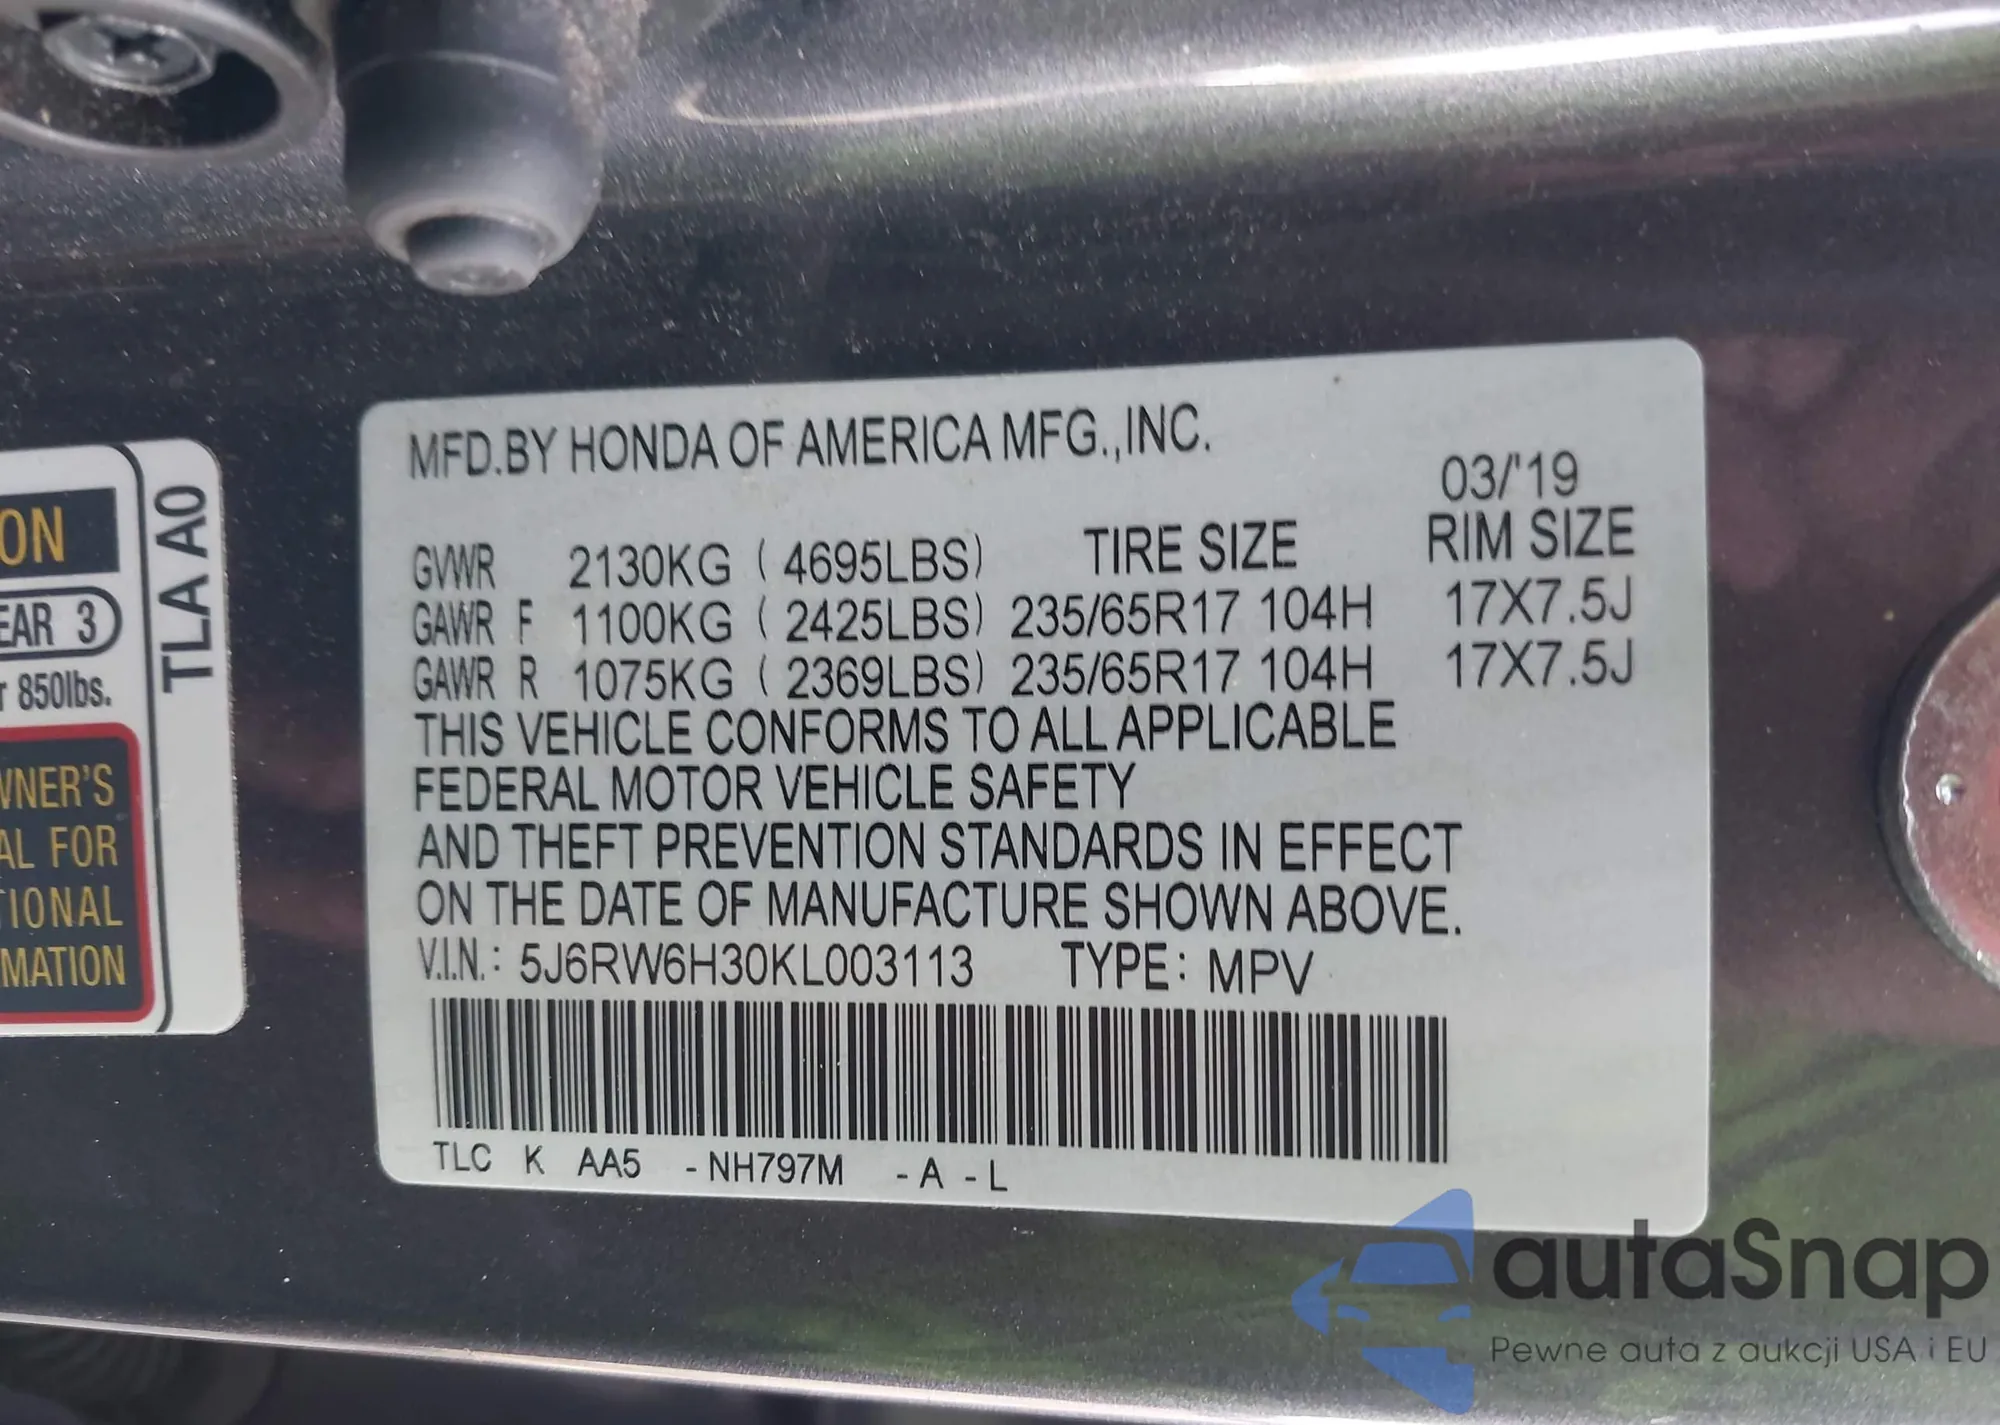 ON
EAR 3
r 850lbs.
WNER'S
AL FOR
TIONAL
MATION
TLA A0
MFD.BY HONDA OF AMERICA MFG.,INC.
03/'19
GVWR 2130KG ( 4695LBS) TIRE SIZE RIM SIZE
GAWR F 1100KG ( 2425LBS) 235/65R17 104H 17X7.5J
GAWR R 1075KG ( 2369LBS) 235/65R17 104H 17X7.5J
THIS VEHICLE CONFORMS TO ALL APPLICABLE
FEDERAL MOTOR VEHICLE SAFETY
AND THEFT PREVENTION STANDARDS IN EFFECT
ON THE DATE OF MANUFACTURE SHOWN ABOVE.
V.I.N.: 5J6RW6H30KL003113 TYPE: MPV
TLC K AA5 -NH797M -A -L
autaSnap
Pewne auta z aukcji USA i EU